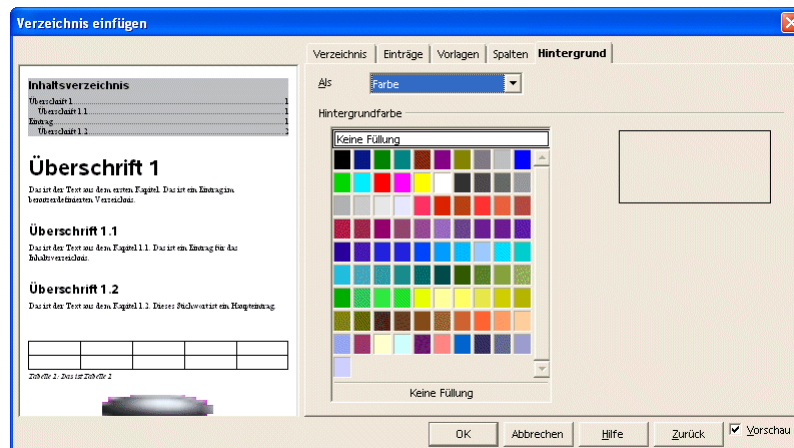 Verzeichnis einfügen
Verzeichnis Einträge Vorlagen Spalten Hintergrund
Als Farbe
Hintergrundfarbe
Keine Füllung
Keine Füllung
Inhaltsverzeichnis
Überschrift 1 1
Überschrift 1.1 1
Eintrag 1
Überschrift 1.2 2
Überschrift 1
Das ist der Text aus dem ersten Kapitel. Das ist ein Eintrag im
benutzerdefinierten Verzeichnis.
Überschrift 1.1
Das ist der Text aus dem Kapitel 1.1. Das ist ein Eintrag für das
Inhaltsverzeichnis.
Überschrift 1.2
Das ist der Text aus dem Kapitel 1.2. Dieses Stichwort ist ein Haupteintrag.
Tabelle 1: Das ist Tabelle 1
OK Abbrechen Hilfe Zurück Vorschau